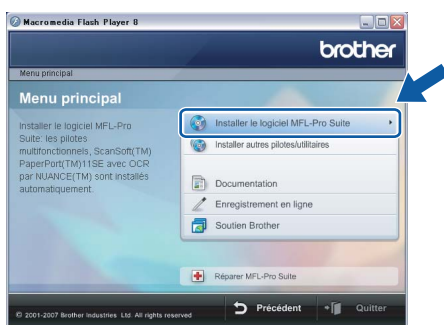 Macromedia Flash Player 8
brother
Menu principal
Menu principal
Installer le logiciel MFL-Pro
Suite: les pilotes
multifonctionnels, ScanSoft(TM)
PaperPort(TM)11SE avec OCR
par NUANCE(TM) sont installés
automatiquement.
Installer le logiciel MFL-Pro Suite
Installer autres pilotes/utilitaires
Documentation
Enregistrement en ligne
Soutien Brother
Réparer MFL-Pro Suite
© 2001-2007 Brother Industries Ltd. All rights reserved
Précédent
Quitter